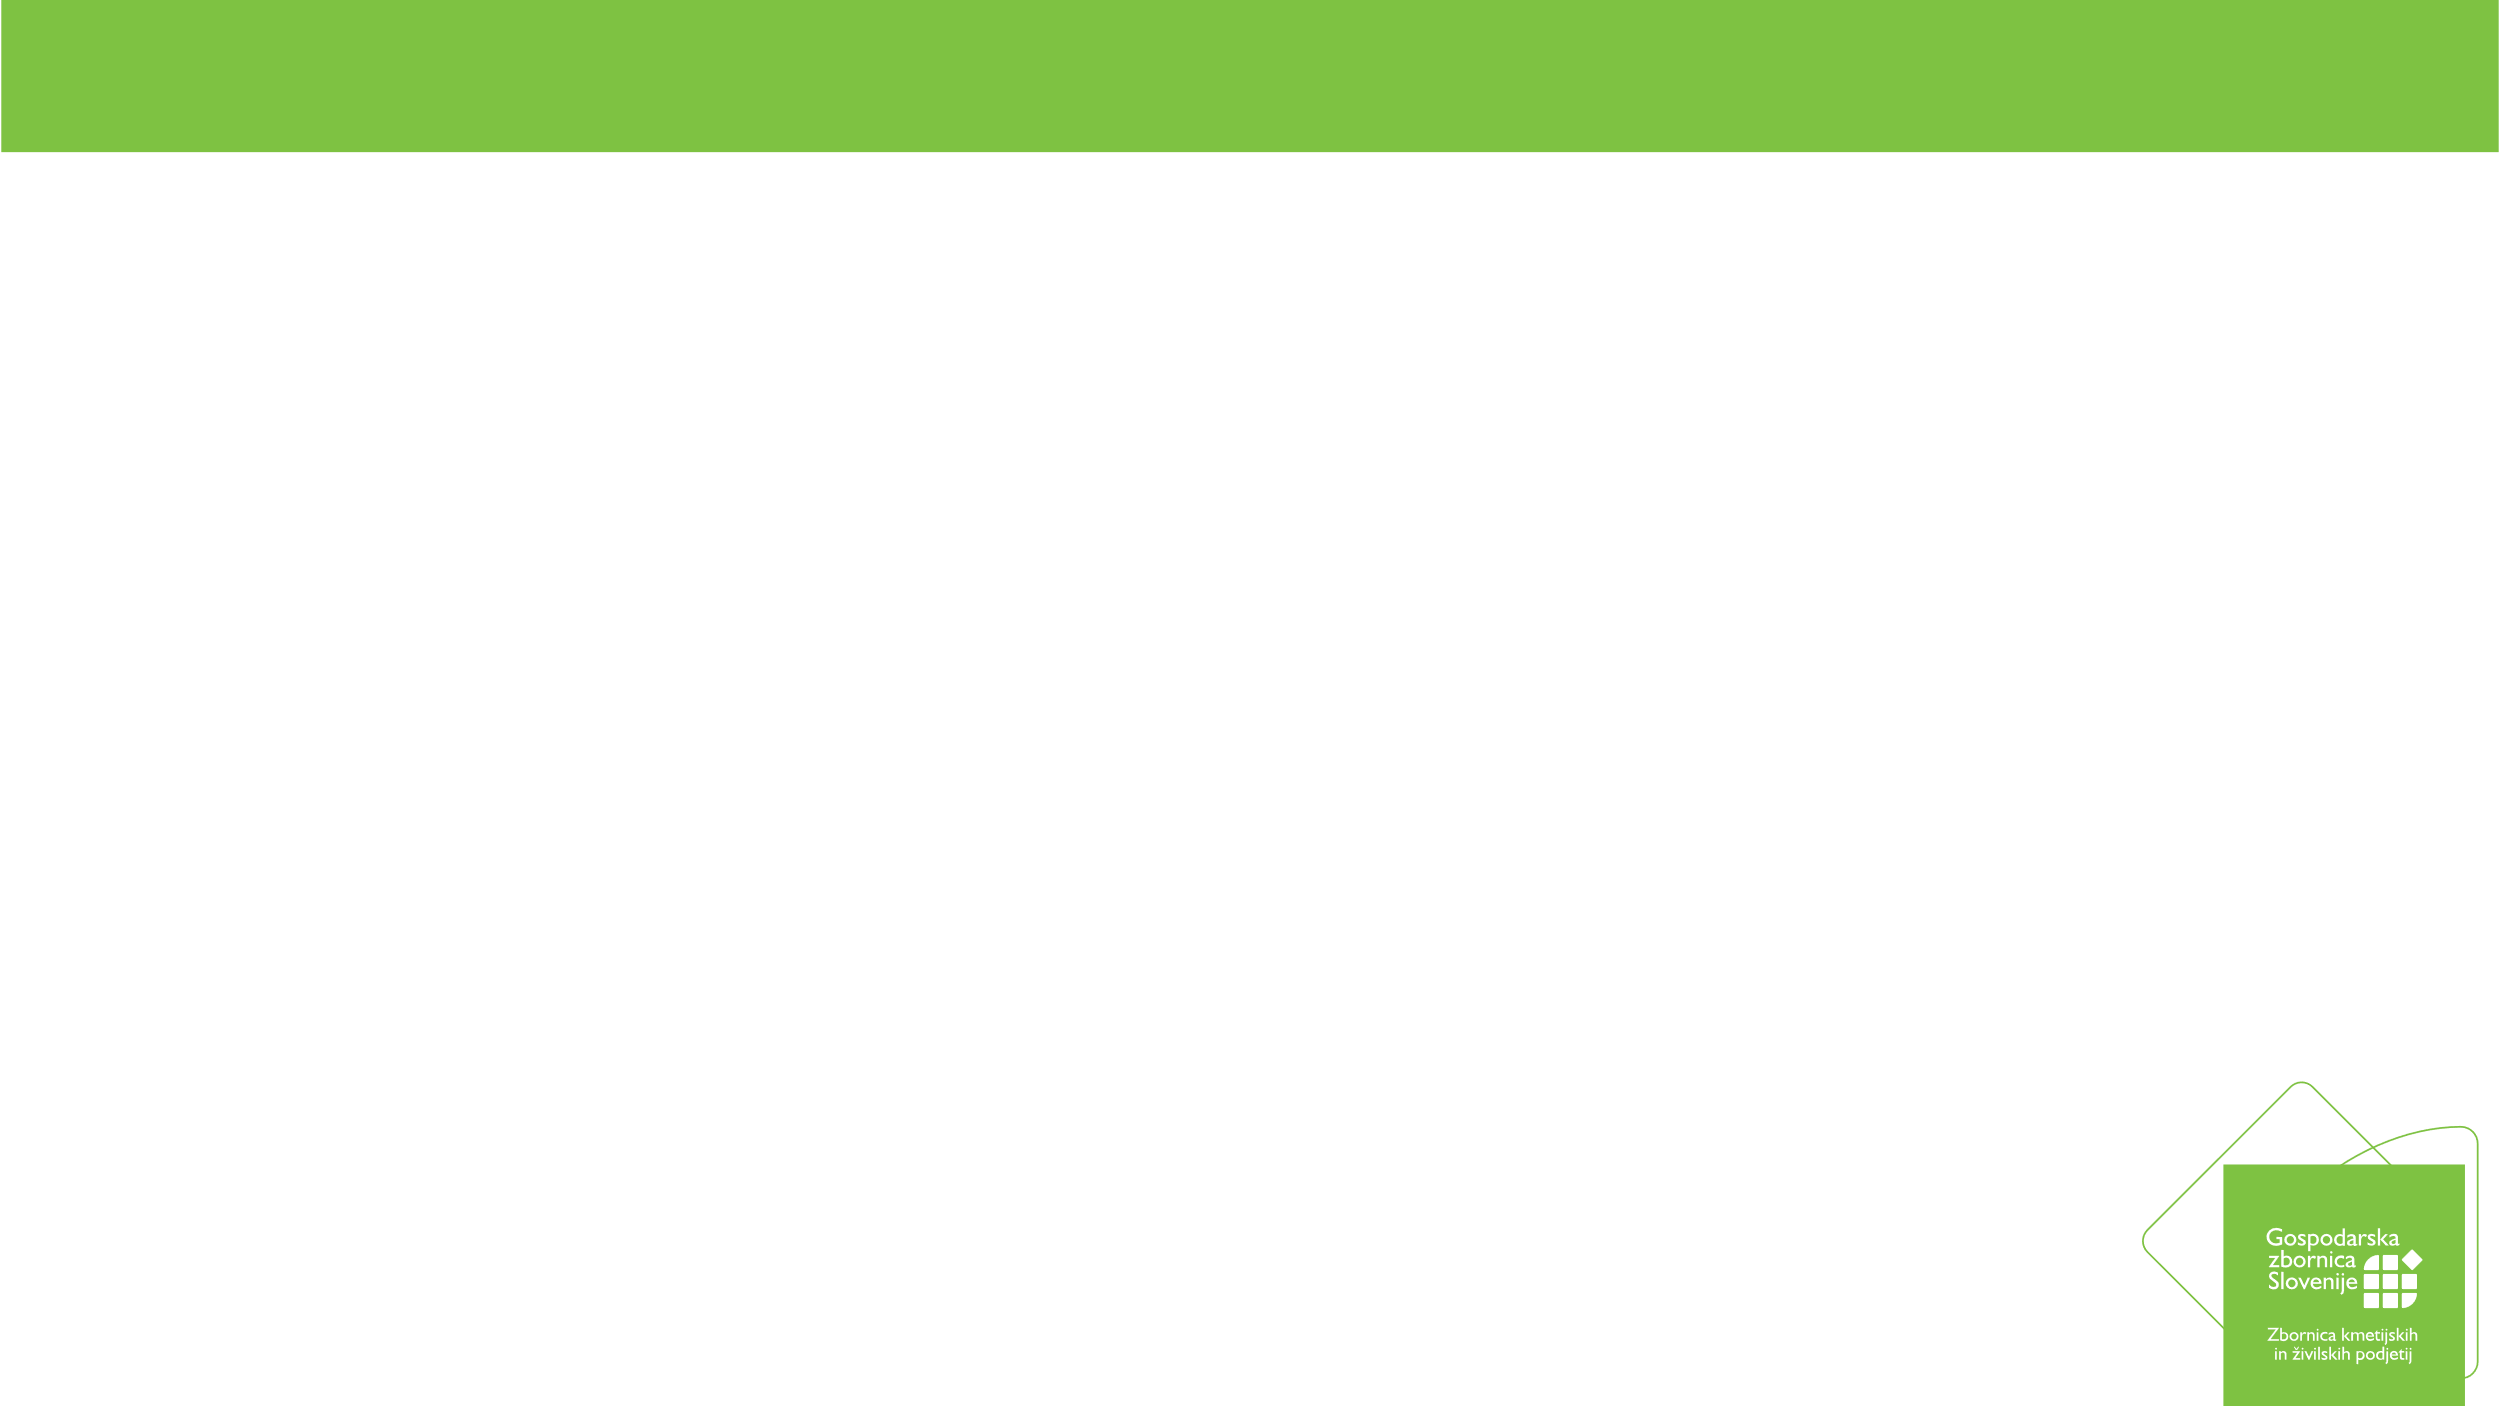 Gospodarska
zbornica
Slovenije
Zbornica kmetijskih
in živilskih podjetij